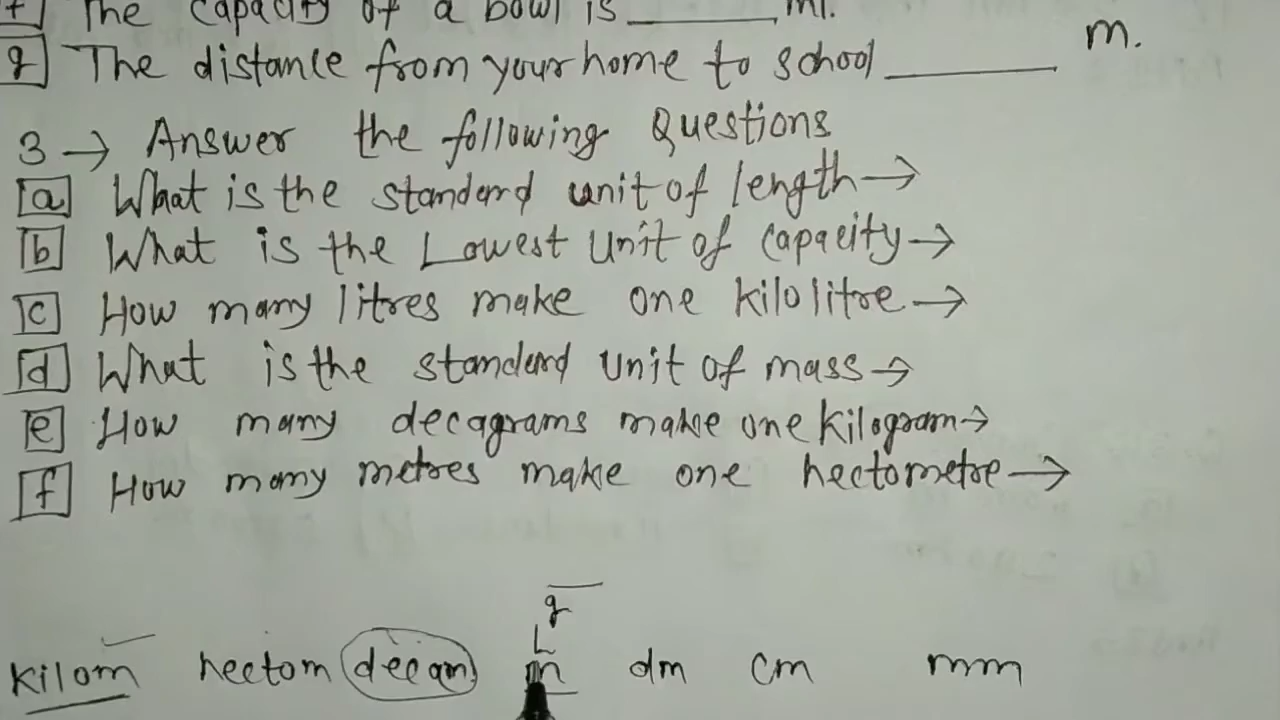 f The capacity of a bowl is ______ ml.
g The distance from your home to school ______ m.
3 → Answer the following Questions
a What is the standard unit of length →
b What is the Lowest Unit of capacity →
c How many litres make one kilolitre →
d What is the standard Unit of mass →
e How many decagrams make one kilogram →
f How many metres make one hectometre →
g
L
kilom hectom decam m dm cm mm